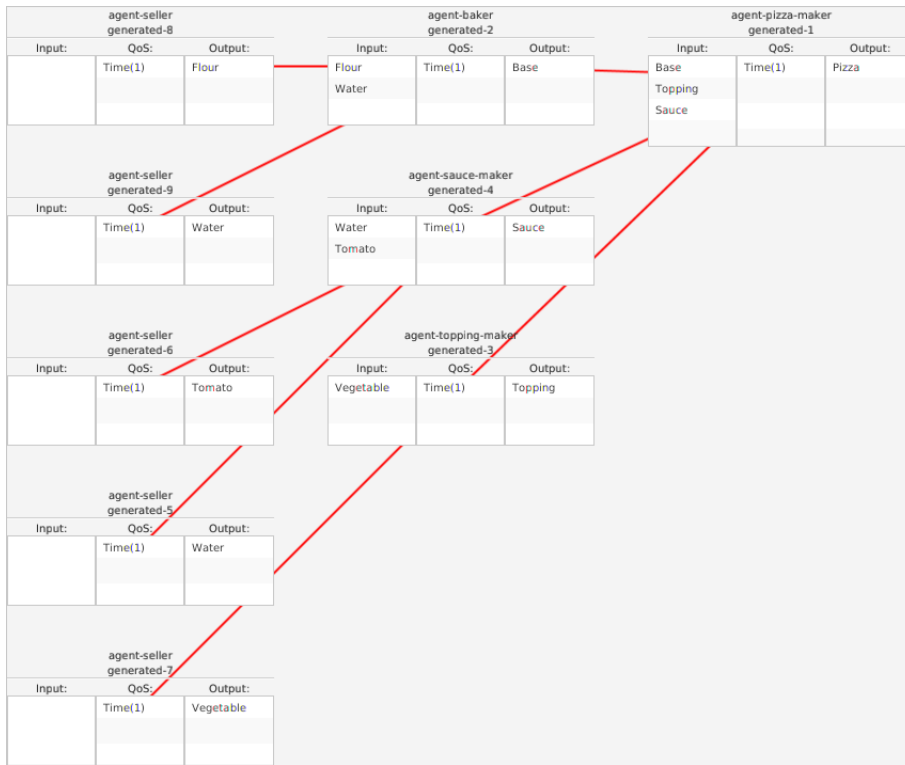 agent-seller
generated-8
Input: QoS: Output:
Time(1) Flour
agent-baker
generated-2
Input: QoS: Output:
Flour Time(1) Base
Water
agent-pizza-maker
generated-1
Input: QoS: Output:
Base Time(1) Pizza
Topping
Sauce
agent-seller
generated-9
Input: QoS: Output:
Time(1) Water
agent-sauce-maker
generated-4
Input: QoS: Output:
Water Time(1) Sauce
Tomato
agent-seller
generated-6
Input: QoS: Output:
Time(1) Tomato
agent-topping-maker
generated-3
Input: QoS: Output:
Vegetable Time(1) Topping
agent-seller
generated-5
Input: QoS: Output:
Time(1) Water
agent-seller
generated-7
Input: QoS: Output:
Time(1) Vegetable